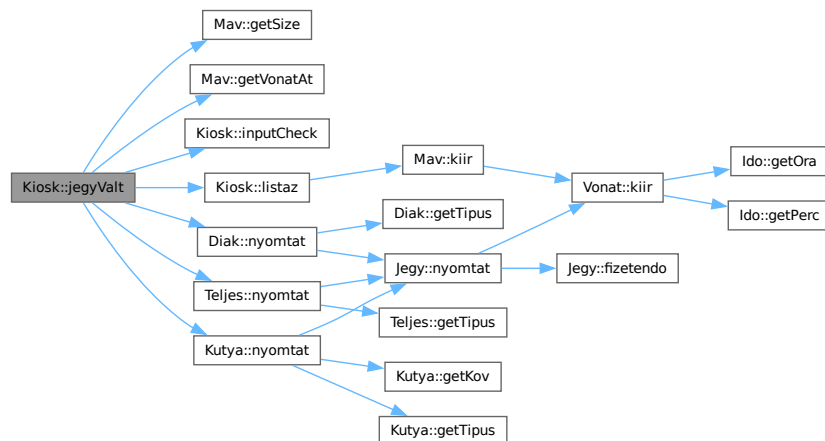 Mav::getSize
Mav::getVonatAt
Kiosk::inputCheck
Kiosk::jegyValt
Kiosk::listaz
Mav::kiir
Vonat::kiir
Ido::getOra
Ido::getPerc
Diak::nyomtat
Diak::getTipus
Jegy::nyomtat
Jegy::fizetendo
Teljes::nyomtat
Teljes::getTipus
Kutya::nyomtat
Kutya::getKov
Kutya::getTipus